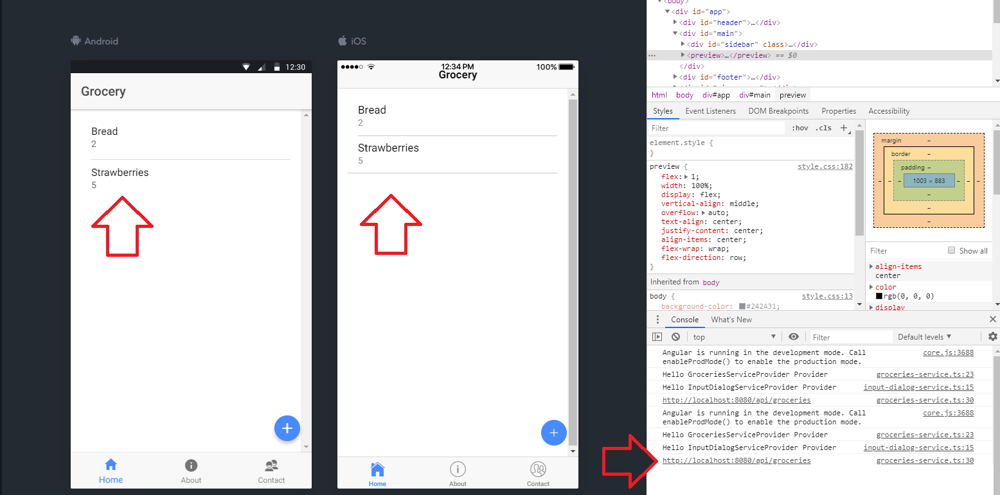 Android
12:30
Grocery
Bread
2
Strawberries
5
Home
About
Contact
iOS
12:34 PM
100%
Grocery
Bread
2
Strawberries
5
Home
About
Contact
<body>
<div id="app">
<div id="header">…</div>
<div id="main">
<div id="sidebar" class>…</div>
<preview>…</preview> == $0
</div>
<div id="footer">…</div>
html body div#app div#main preview
Styles Event Listeners DOM Breakpoints Properties Accessibility
Filter :hov .cls +
element.style {
}
preview { style.css:182
flex: 1;
width: 100%;
display: flex;
vertical-align: middle;
overflow: auto;
text-align: center;
justify-content: center;
align-items: center;
flex-wrap: wrap;
flex-direction: row;
}
Inherited from body
body { style.css:13
background-color: #242A31;
margin –
border –
padding –
– – – 1003 × 883 – – –
–
–
–
Filter Show all
align-items
center
color
rgb(0, 0, 0)
display
Console What's New
top Filter Default levels
Angular is running in the development mode. Call core.js:3688
enableProdMode() to enable the production mode.
Hello GroceriesServiceProvider Provider groceries-service.ts:23
Hello InputDialogServiceProvider Provider input-dialog-service.ts:15
http://localhost:8080/api/groceries groceries-service.ts:30
Angular is running in the development mode. Call core.js:3688
enableProdMode() to enable the production mode.
Hello GroceriesServiceProvider Provider groceries-service.ts:23
Hello InputDialogServiceProvider Provider input-dialog-service.ts:15
http://localhost:8080/api/groceries groceries-service.ts:30